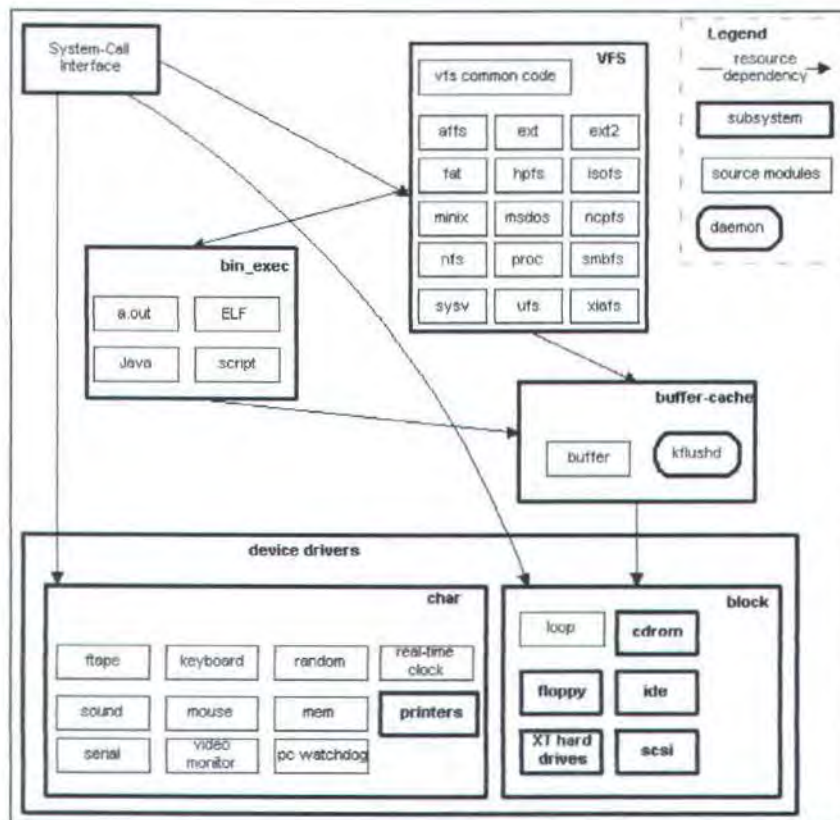 System-Call
Interface
VFS
vfs common code
affs
ext
ext2
fat
hpfs
isofs
minix
msdos
ncpfs
nfs
proc
smbfs
sysv
ufs
xiafs
Legend
resource
dependency
subsystem
source modules
daemon
bin_exec
a.out
ELF
Java
script
buffer-cache
buffer
kflushd
device drivers
char
ftape
keyboard
random
real-time
clock
sound
mouse
mem
printers
serial
video
monitor
pc watchdog
block
loop
cdrom
floppy
ide
XT hard
drives
scsi